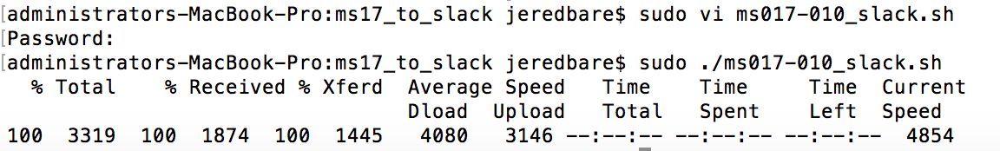 [administrators-MacBook-Pro:ms17_to_slack jeredbare$ sudo vi ms017-010_slack.sh
[Password:
[administrators-MacBook-Pro:ms17_to_slack jeredbare$ sudo ./ms017-010_slack.sh
  % Total    % Received % Xferd  Average Speed   Time    Time     Time  Current
                                 Dload  Upload   Total   Spent    Left  Speed
100  3319  100  1874  100  1445   4080   3146 --:--:-- --:--:-- --:--:--  4854